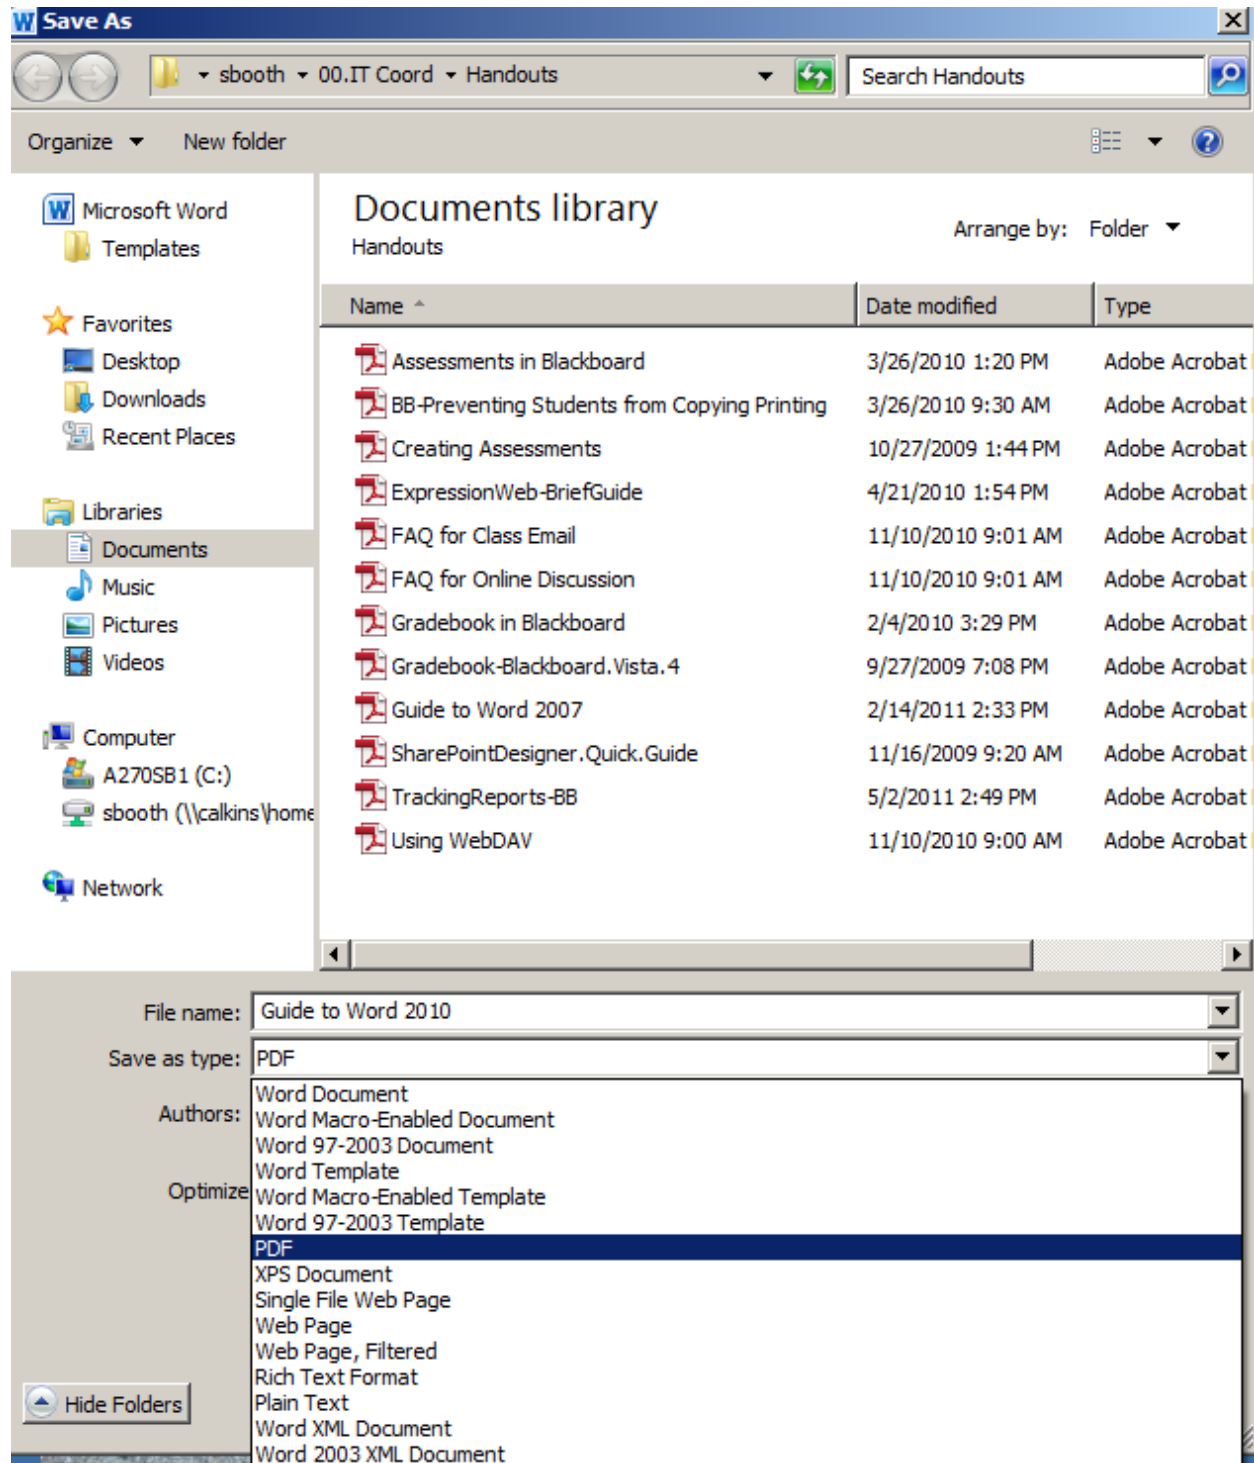 Save As
sbooth 00.IT Coord Handouts Search Handouts
Organize New folder
Microsoft Word
Templates
Favorites
Desktop
Downloads
Recent Places
Libraries
Documents
Music
Pictures
Videos
Computer
A270SB1 (C:)
sbooth (\\calkins\home
Network
Documents library
Handouts
Arrange by: Folder
Name Date modified Type
Assessments in Blackboard 3/26/2010 1:20 PM Adobe Acrobat
BB-Preventing Students from Copying Printing 3/26/2010 9:30 AM Adobe Acrobat
Creating Assessments 10/27/2009 1:44 PM Adobe Acrobat
ExpressionWeb-BriefGuide 4/21/2010 1:54 PM Adobe Acrobat
FAQ for Class Email 11/10/2010 9:01 AM Adobe Acrobat
FAQ for Online Discussion 11/10/2010 9:01 AM Adobe Acrobat
Gradebook in Blackboard 2/4/2010 3:29 PM Adobe Acrobat
Gradebook-Blackboard.Vista.4 9/27/2009 7:08 PM Adobe Acrobat
Guide to Word 2007 2/14/2011 2:33 PM Adobe Acrobat
SharePointDesigner.Quick.Guide 11/16/2009 9:20 AM Adobe Acrobat
TrackingReports-BB 5/2/2011 2:49 PM Adobe Acrobat
Using WebDAV 11/10/2010 9:00 AM Adobe Acrobat
File name: Guide to Word 2010
Save as type: PDF
Authors:
Optimize
Word Document
Word Macro-Enabled Document
Word 97-2003 Document
Word Template
Word Macro-Enabled Template
Word 97-2003 Template
PDF
XPS Document
Single File Web Page
Web Page
Web Page, Filtered
Rich Text Format
Plain Text
Word XML Document
Word 2003 XML Document
Hide Folders